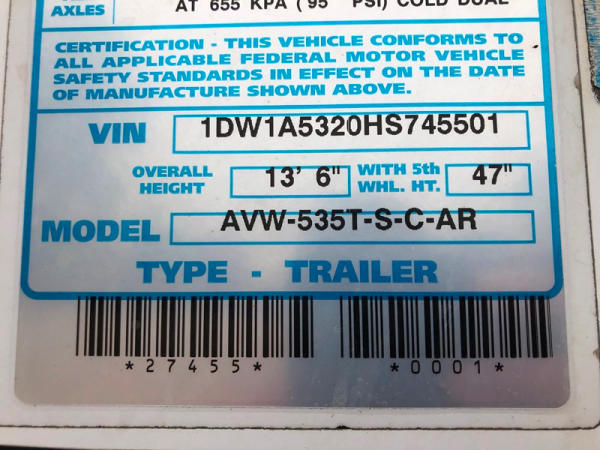 AXLES
AT 655 KPA ( 95 PSI) COLD DUAL
CERTIFICATION - THIS VEHICLE CONFORMS TO
ALL APPLICABLE FEDERAL MOTOR VEHICLE
SAFETY STANDARDS IN EFFECT ON THE DATE
OF MANUFACTURE SHOWN ABOVE.
VIN 1DW1A5320HS745501
OVERALL HEIGHT 13' 6" WITH 5th WHL. HT. 47"
MODEL AVW-535T-S-C-AR
TYPE - TRAILER
*27455* *0001*